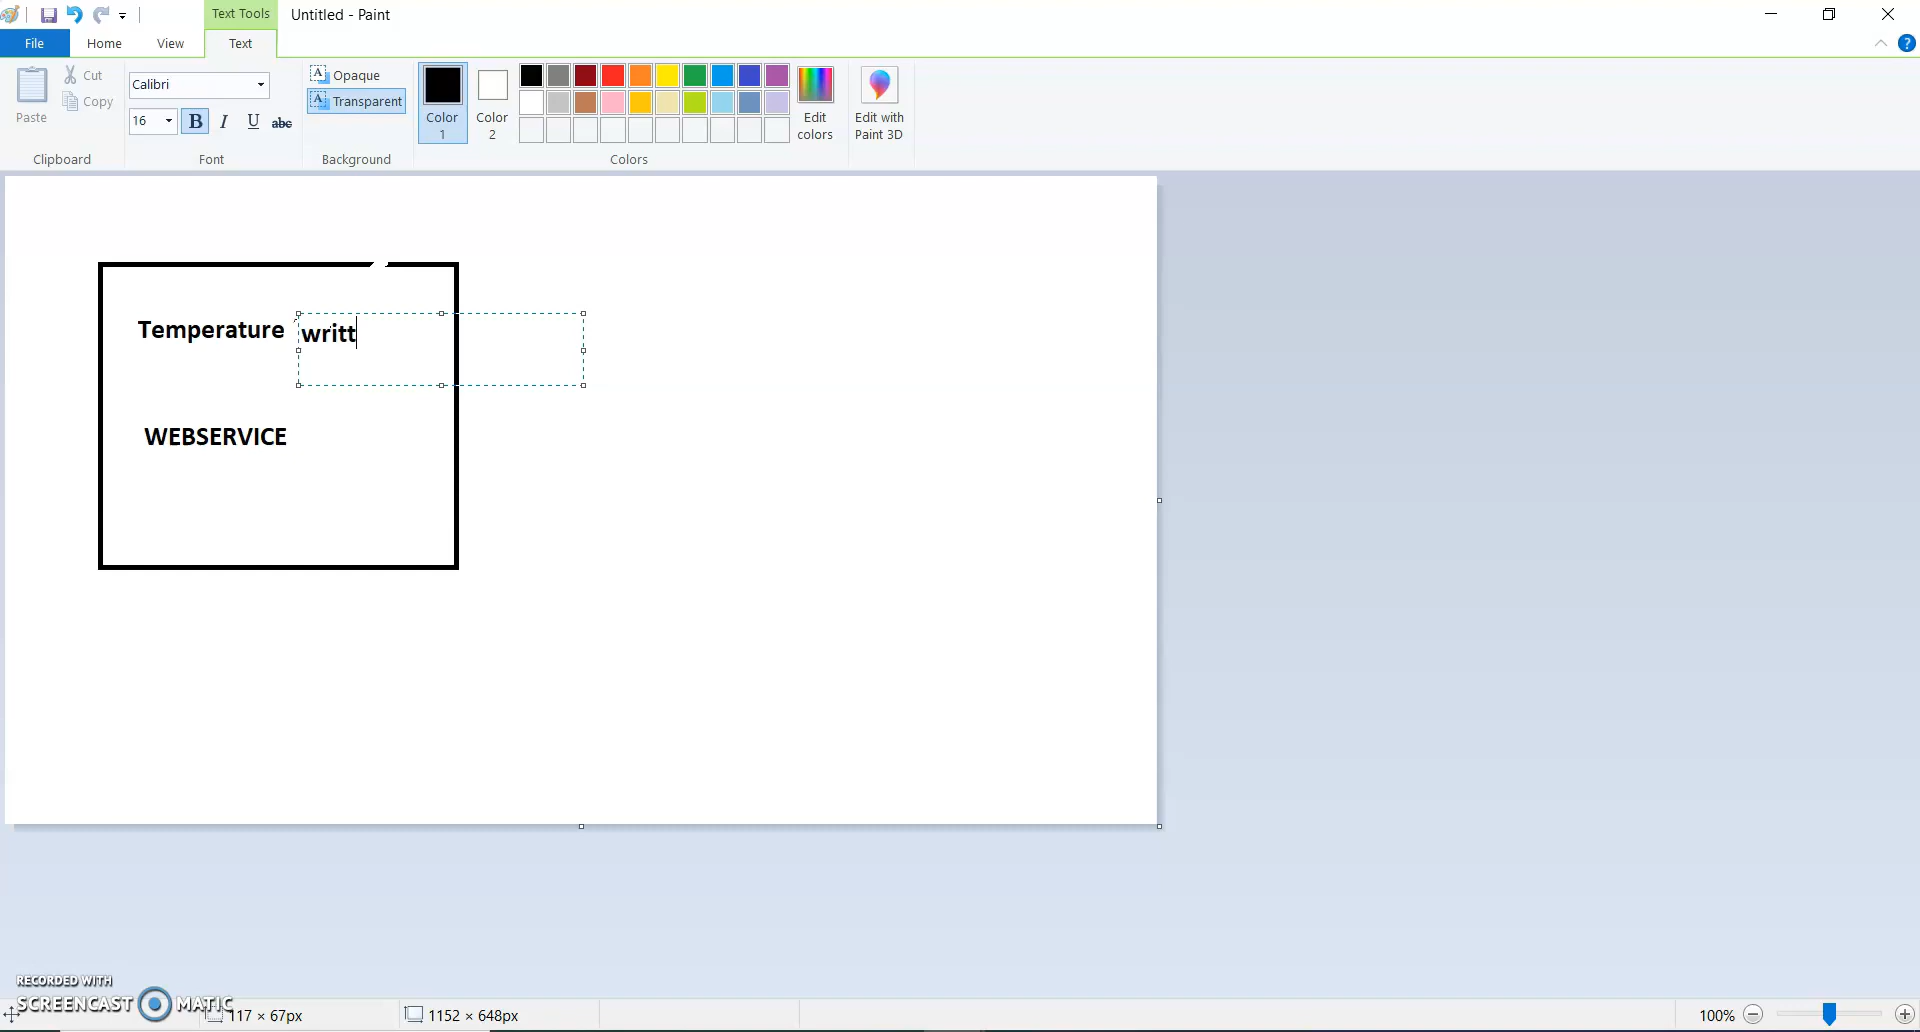 Text Tools
Untitled - Paint
File
Home
View
Text
Paste
Cut
Copy
Clipboard
Calibri
16
B
I
U
abc
Font
Opaque
Transparent
Background
Color
1
Color
2
Edit
colors
Colors
Edit with
Paint 3D
Temperature
writt
WEBSERVICE
RECORDED WITH
SCREENCAST MATIC
117 × 67px
1152 × 648px
100%